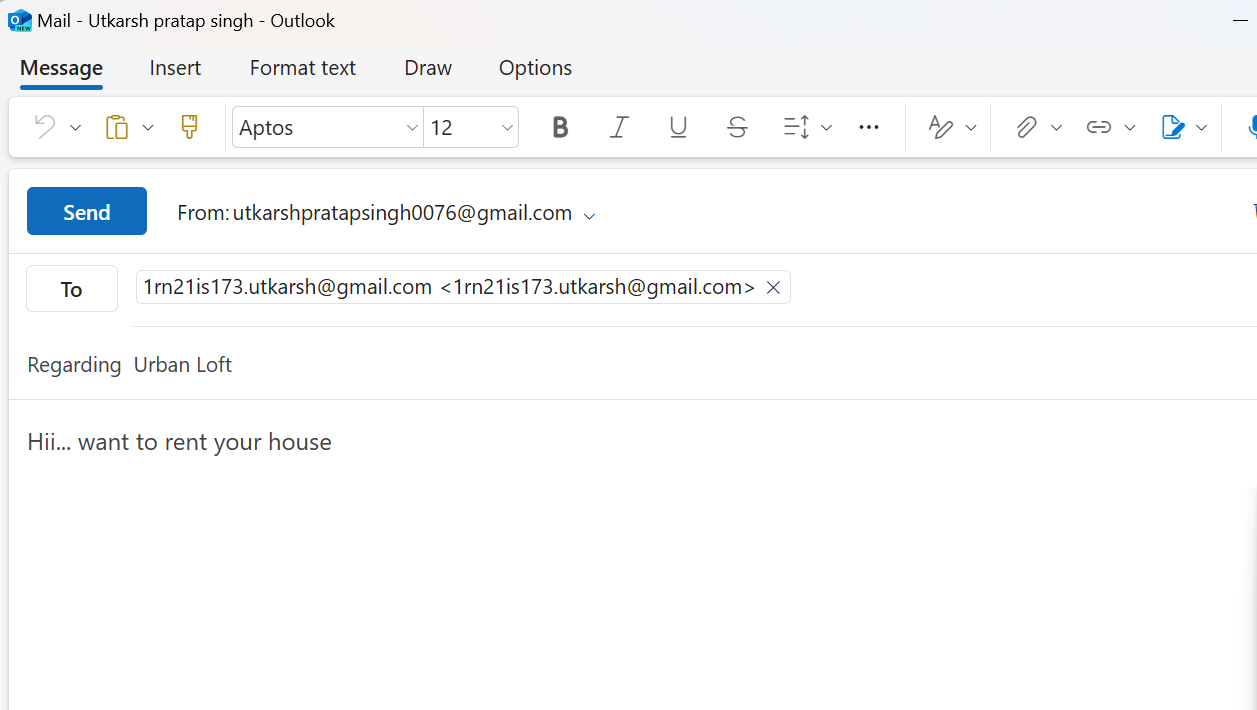 Mail - Utkarsh pratap singh - Outlook
Message Insert Format text Draw Options
Aptos 12 B I U S
Send From: utkarshpratapsingh0076@gmail.com
To 1rn21is173.utkarsh@gmail.com <1rn21is173.utkarsh@gmail.com>
Regarding Urban Loft
Hii... want to rent your house